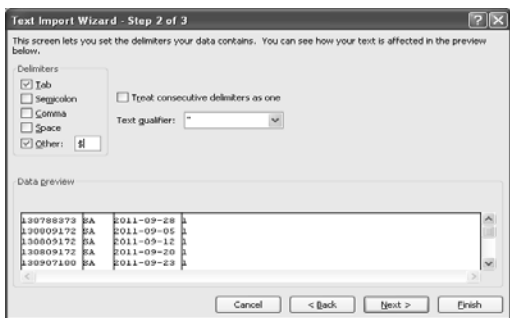 Text Import Wizard - Step 2 of 3
This screen lets you set the delimiters your data contains. You can see how your text is affected in the preview
below.
Delimiters
Tab
Semicolon
Comma
Space
Other: $
Treat consecutive delimiters as one
Text qualifier: "
Data preview
130788373 SA 2011-09-28 1
130809172 SA 2011-09-05 1
130809172 SA 2011-09-12 1
130809172 SA 2011-09-20 1
130907100 SA 2011-09-23 1
Cancel < Back Next > Finish